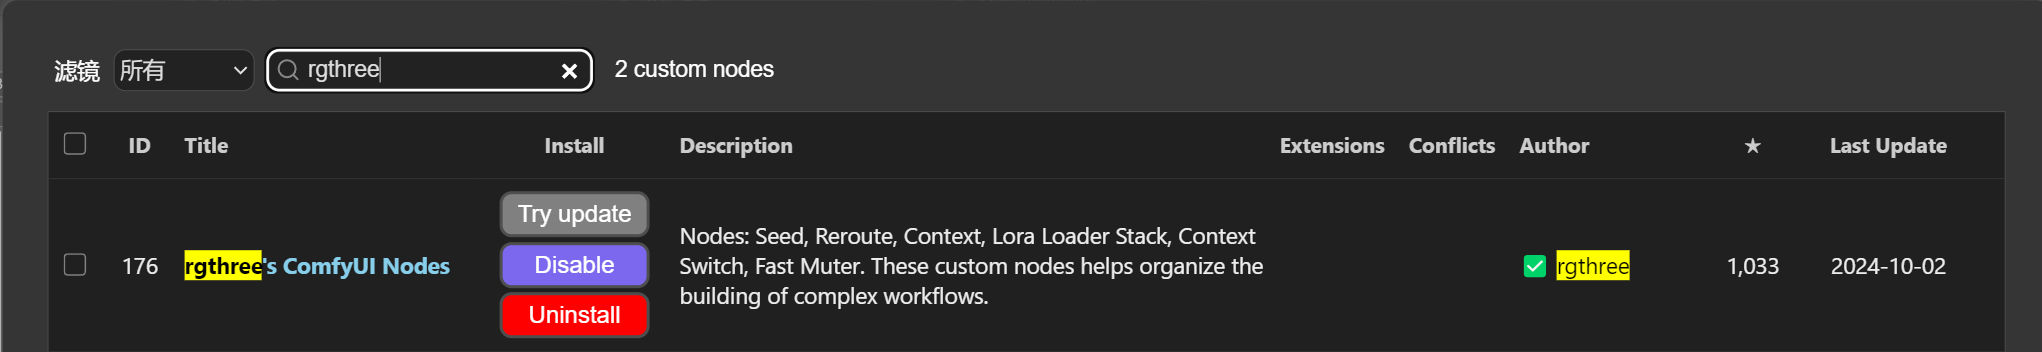 滤镜 所有 rgthree 2 custom nodes
ID Title Install Description Extensions Conflicts Author ★ Last Update
Try update
Nodes: Seed, Reroute, Context, Lora Loader Stack, Context
176 rgthree's ComfyUI Nodes Disable Switch, Fast Muter. These custom nodes helps organize the rgthree 1,033 2024-10-02
building of complex workflows.
Uninstall